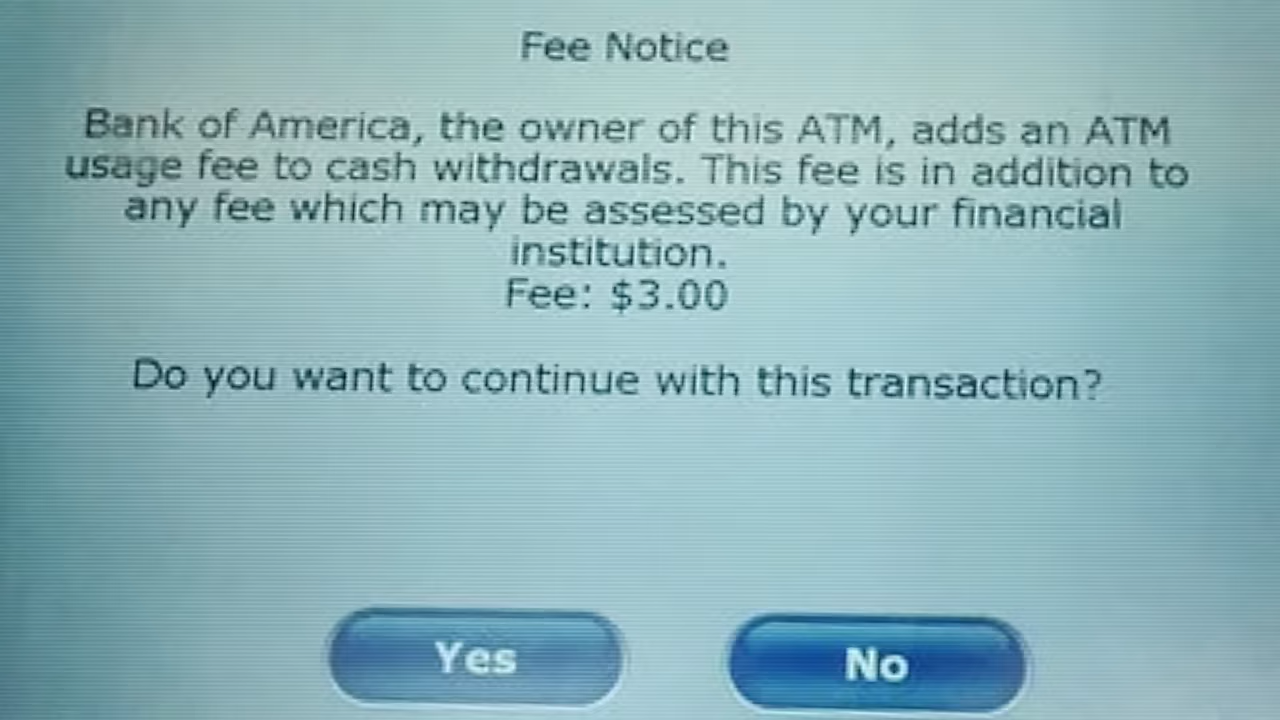 Fee Notice
Bank of America, the owner of this ATM, adds an ATM
usage fee to cash withdrawals. This fee is in addition to
any fee which may be assessed by your financial
institution.
Fee: $3.00
Do you want to continue with this transaction?
Yes
No